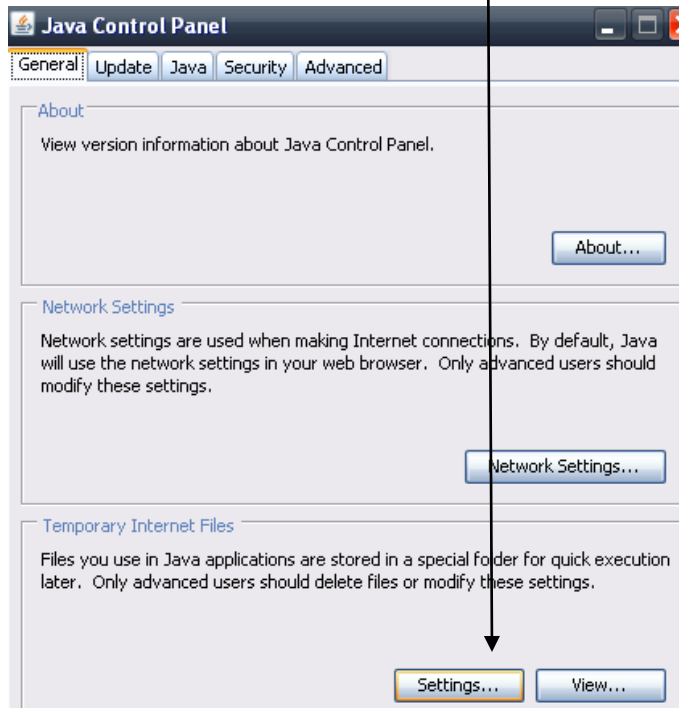 Java Control Panel
General Update Java Security Advanced
About
View version information about Java Control Panel.
About...
Network Settings
Network settings are used when making Internet connections.  By default, Java
will use the network settings in your web browser.  Only advanced users should
modify these settings.
Network Settings...
Temporary Internet Files
Files you use in Java applications are stored in a special folder for quick execution
later.  Only advanced users should delete files or modify these settings.
Settings... View...